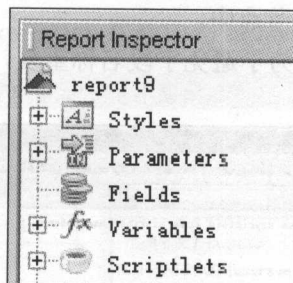 Report Inspector
report9
Styles
Parameters
Fields
Variables
Scriptlets